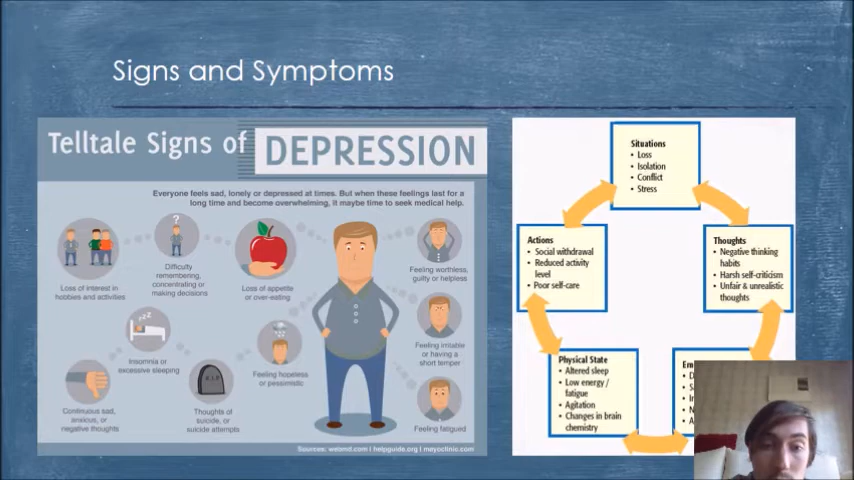 Signs and Symptoms
Telltale Signs of DEPRESSION
Everyone feels sad, lonely or depressed at times. But when these feelings last for a
long time and become overwhelming, it maybe time to seek medical help.
Loss of interest in
hobbies and activities
?
Difficulty
remembering,
concentrating or
making decisions
Loss of appetite
or over-eating
Feeling worthless,
guilty or helpless
Insomnia or
excessive sleeping
Feeling hopeless
or pessimistic
Feeling irritable
or having a
short temper
Continuous sad,
anxious, or
negative thoughts
R.I.P
Thoughts of
suicide, or
suicide attempts
Feeling fatigued
Sources: webmd.com | helpguide.org | mayoclinic.com
Situations
• Loss
• Isolation
• Conflict
• Stress
Actions
• Social withdrawal
• Reduced activity
level
• Poor self-care
Thoughts
• Negative thinking
habits
• Harsh self-criticism
• Unfair & unrealistic
thoughts
Physical State
• Altered sleep
• Low energy /
fatigue
• Agitation
• Changes in brain
chemistry